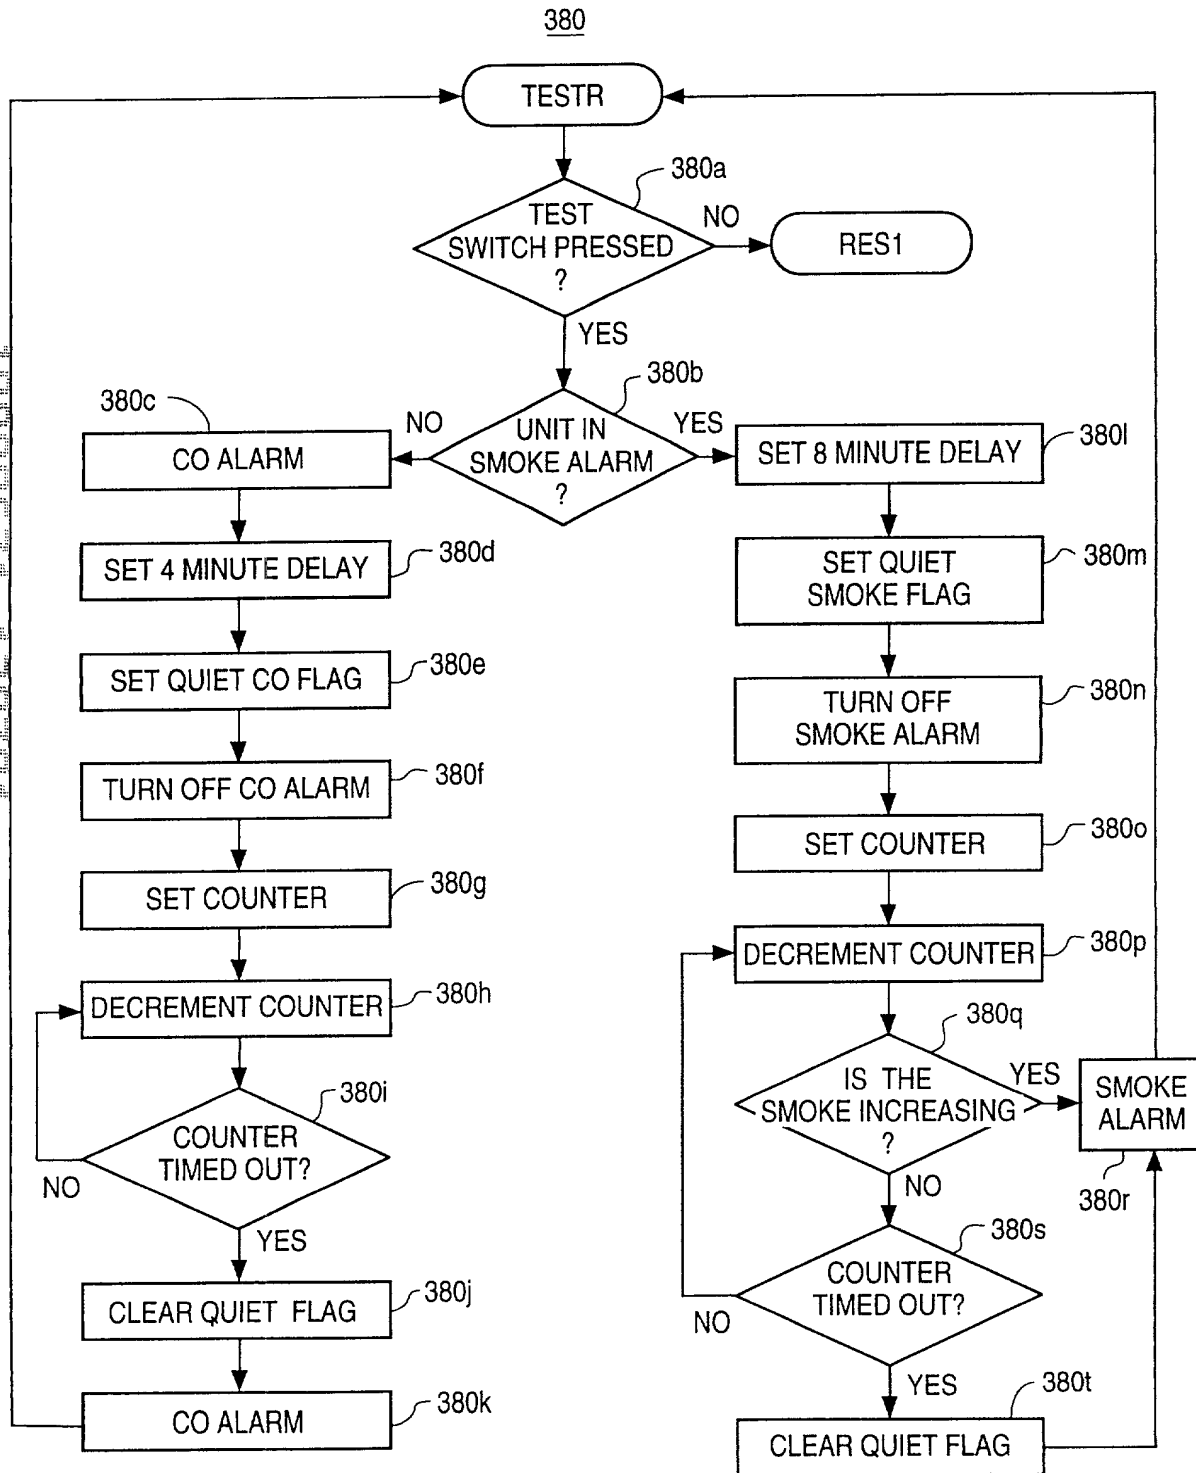 380
TESTR
380a
TEST
SWITCH PRESSED
?
NO
RES1
YES
380b
UNIT IN
SMOKE ALARM
?
NO
YES
380c
CO ALARM
380d
SET 4 MINUTE DELAY
380e
SET QUIET CO FLAG
380f
TURN OFF CO ALARM
380g
SET COUNTER
380h
DECREMENT COUNTER
380i
COUNTER
TIMED OUT?
NO
YES
380j
CLEAR QUIET FLAG
380k
CO ALARM
380l
SET 8 MINUTE DELAY
380m
SET QUIET
SMOKE FLAG
380n
TURN OFF
SMOKE ALARM
380o
SET COUNTER
380p
DECREMENT COUNTER
380q
IS THE
SMOKE INCREASING
?
YES
SMOKE
ALARM
380r
NO
380s
COUNTER
TIMED OUT?
NO
YES
380t
CLEAR QUIET FLAG